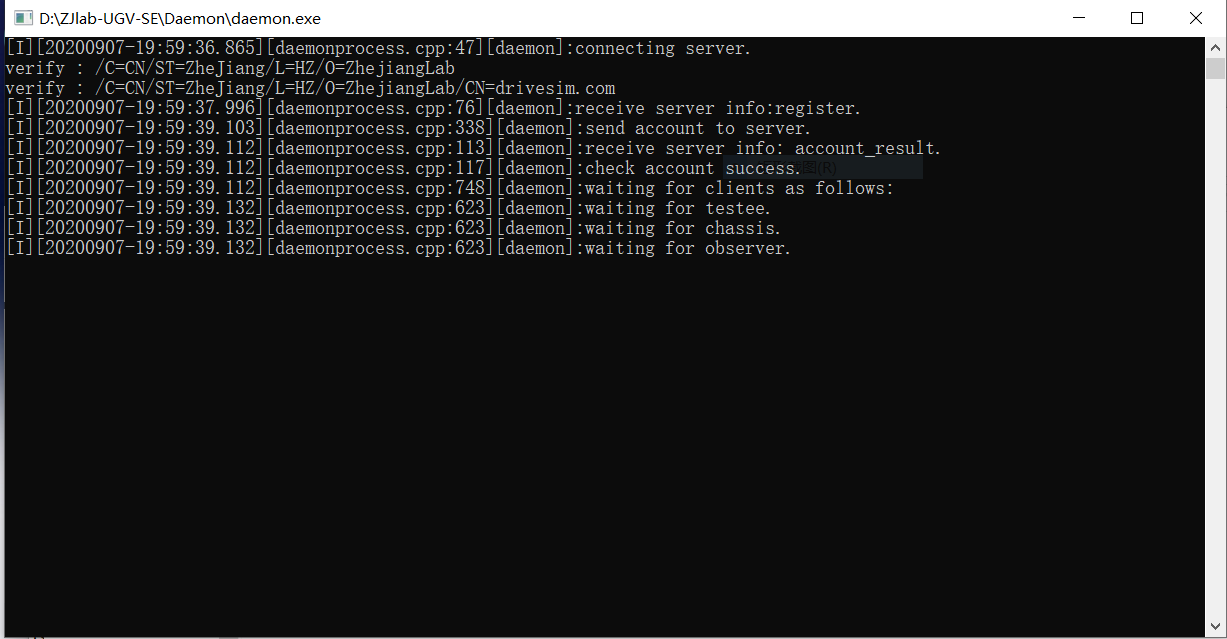 D:\ZJlab-UGV-SE\Daemon\daemon.exe
[I][20200907-19:59:36.865][daemonprocess.cpp:47][daemon]:connecting server.
verify : /C=CN/ST=ZheJiang/L=HZ/O=ZhejiangLab
verify : /C=CN/ST=ZheJiang/L=HZ/O=ZhejiangLab/CN=drivesim.com
[I][20200907-19:59:37.996][daemonprocess.cpp:76][daemon]:receive server info:register.
[I][20200907-19:59:39.103][daemonprocess.cpp:338][daemon]:send account to server.
[I][20200907-19:59:39.112][daemonprocess.cpp:113][daemon]:receive server info: account_result.
[I][20200907-19:59:39.112][daemonprocess.cpp:117][daemon]:check account success.
[I][20200907-19:59:39.112][daemonprocess.cpp:748][daemon]:waiting for clients as follows:
[I][20200907-19:59:39.132][daemonprocess.cpp:623][daemon]:waiting for testee.
[I][20200907-19:59:39.132][daemonprocess.cpp:623][daemon]:waiting for chassis.
[I][20200907-19:59:39.132][daemonprocess.cpp:623][daemon]:waiting for observer.